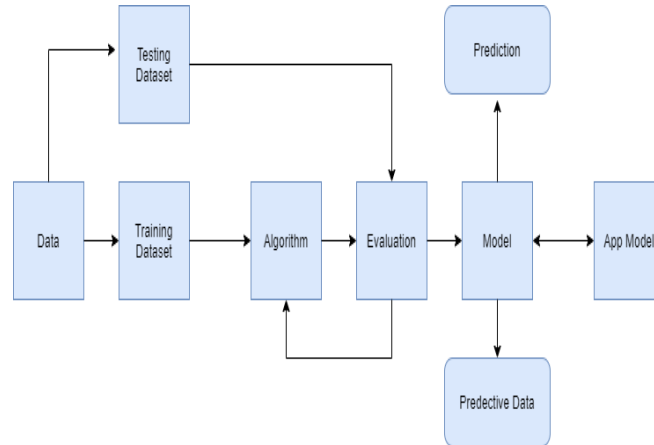 Testing
Dataset
Prediction
Data
Training
Dataset
Algorithm
Evaluation
Model
App Model
Predective Data